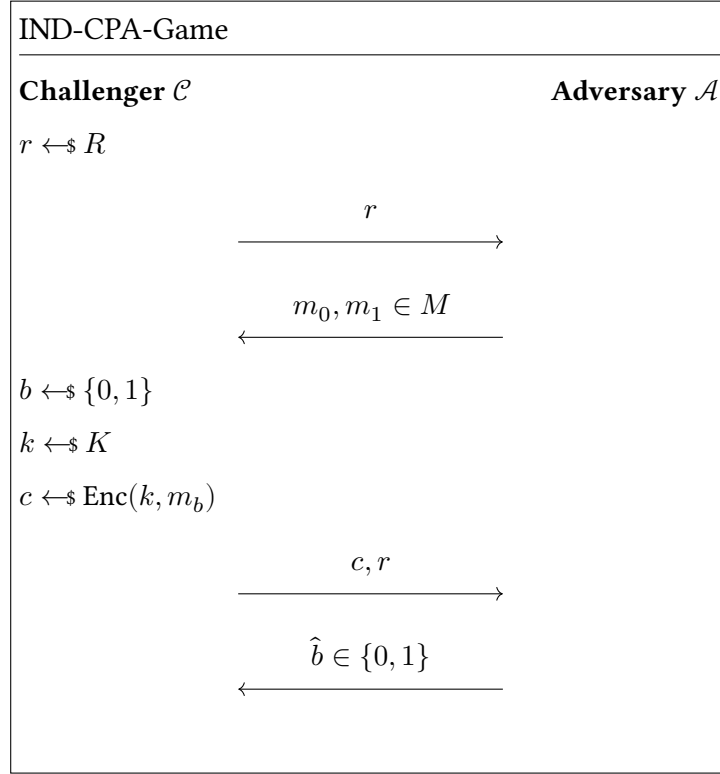 IND-CPA-Game
Challenger 𝒞 Adversary 𝒜
r ←$ R
r
m₀, m₁ ∈ M
b ←$ {0, 1}
k ←$ K
c ←$ Enc(k, m_b)
c, r
b̂ ∈ {0, 1}